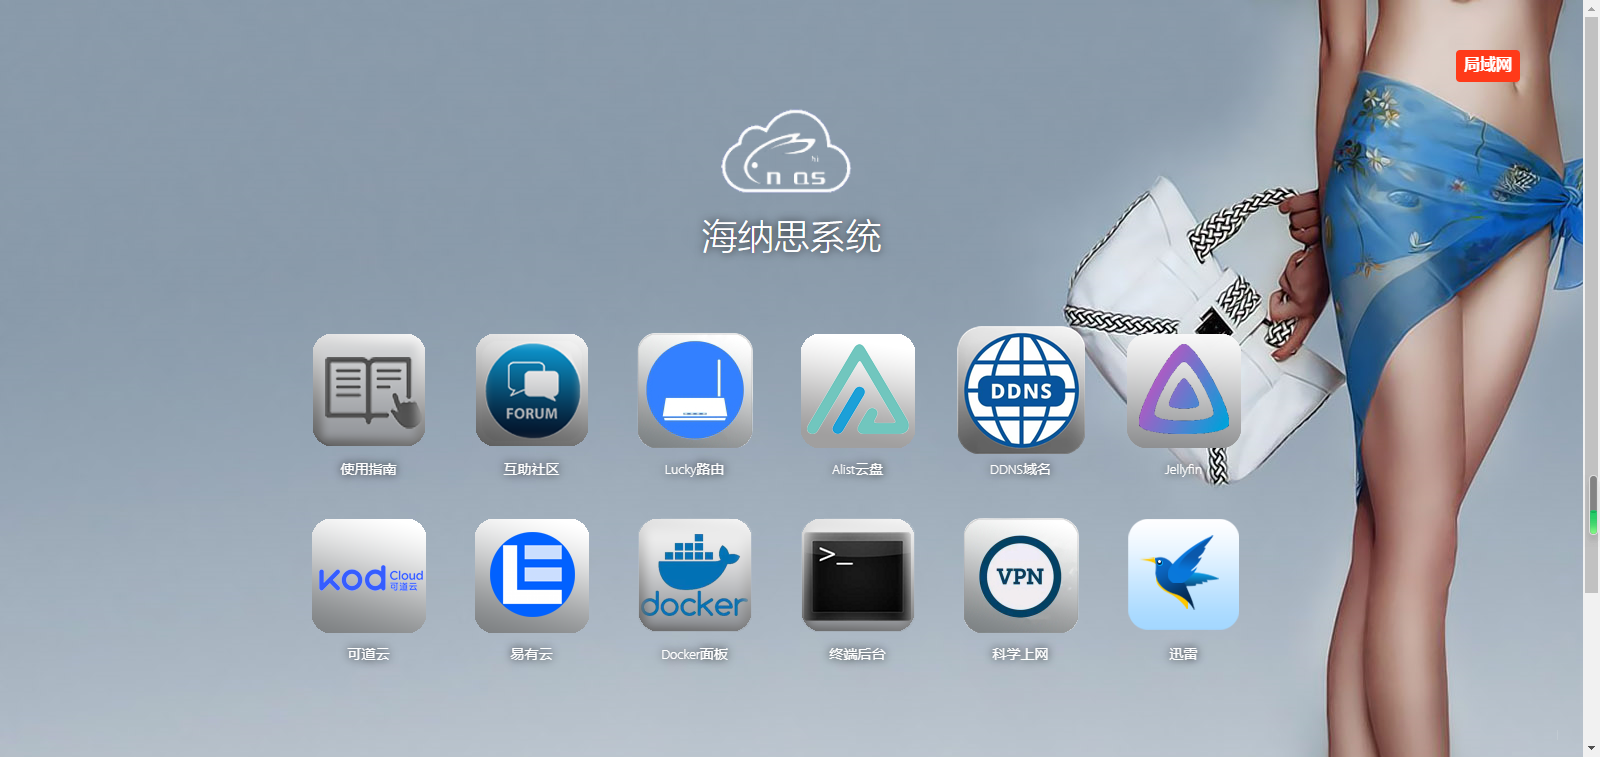 局域网
hi
nas
海纳思系统
FORUM
DDNS
使用指南
互助社区
Lucky路由
Alist云盘
DDNS域名
Jellyfin
kod Cloud
可道云
docker
>_
VPN
可道云
易有云
Docker面板
终端后台
科学上网
迅雷